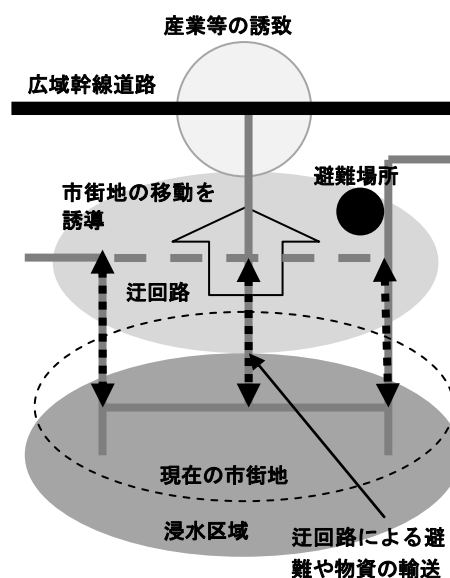 産業等の誘致
広域幹線道路
避難場所
市街地の移動を
誘導
迂回路
現在の市街地
浸水区域
迂回路による避
難や物資の輸送